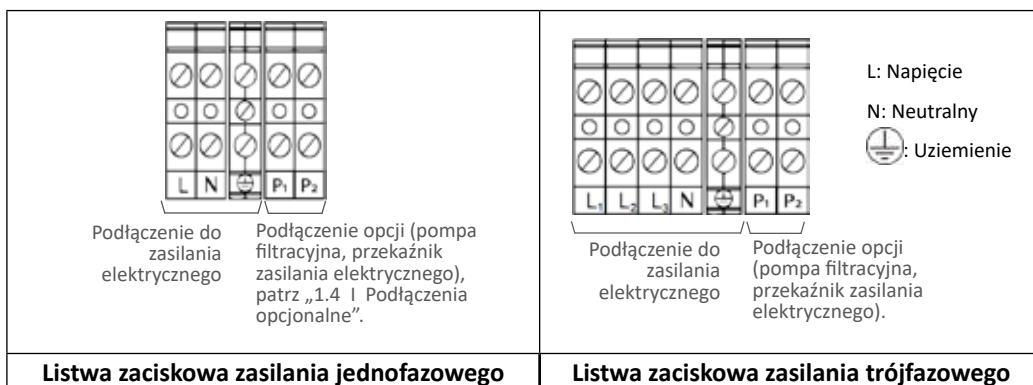 L N P₁ P₂
Podłączenie do
zasilania
elektrycznego
Podłączenie opcji (pompa
filtracyjna, przekaźnik
zasilania elektrycznego),
patrz „1.4 I Podłączenia
opcjonalne”.
Listwa zaciskowa zasilania jednofazowego
L₁ L₂ L₃ N P₁ P₂
Podłączenie do
zasilania
elektrycznego
Podłączenie opcji
(pompa filtracyjna,
przekaźnik zasilania
elektrycznego).
L: Napięcie
N: Neutralny
: Uziemienie
Listwa zaciskowa zasilania trójfazowego